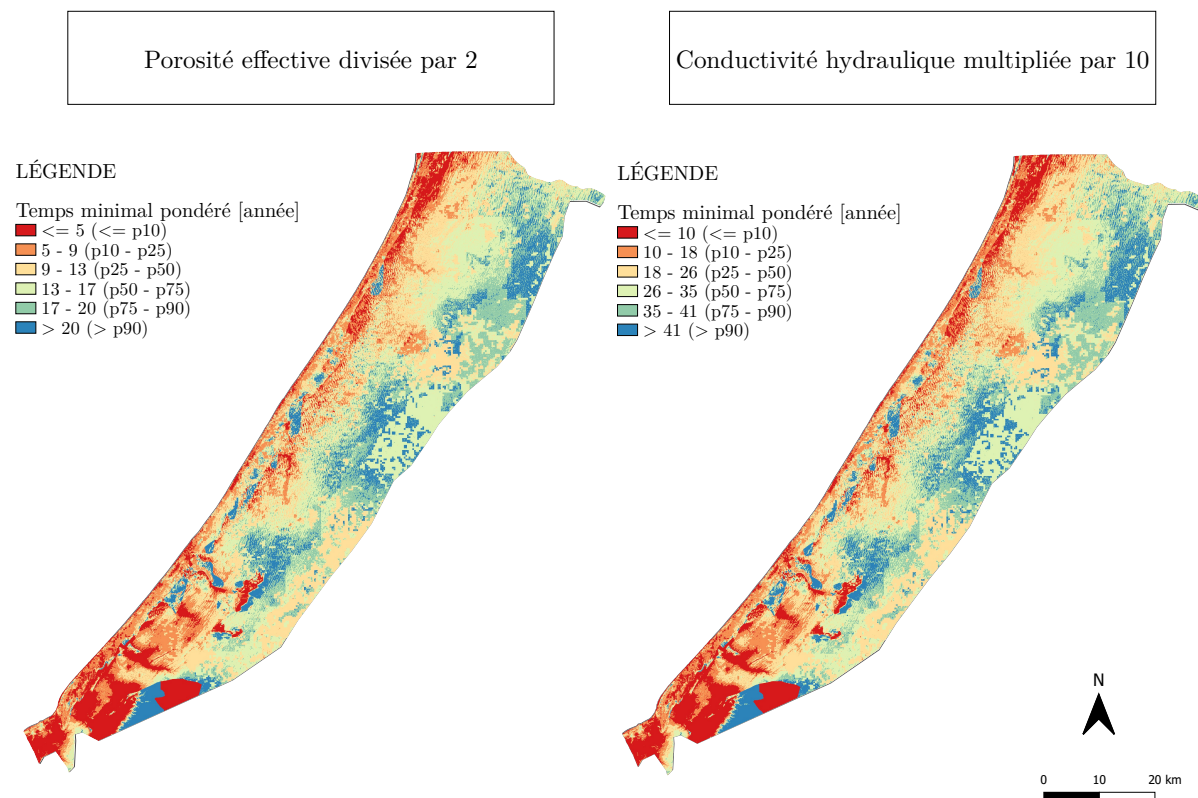 Porosité effective divisée par 2
Conductivité hydraulique multipliée par 10
LÉGENDE
Temps minimal pondéré [année]
<= 5 (<= p10)
5 - 9 (p10 - p25)
9 - 13 (p25 - p50)
13 - 17 (p50 - p75)
17 - 20 (p75 - p90)
> 20 (> p90)
LÉGENDE
Temps minimal pondéré [année]
<= 10 (<= p10)
10 - 18 (p10 - p25)
18 - 26 (p25 - p50)
26 - 35 (p50 - p75)
35 - 41 (p75 - p90)
> 41 (> p90)
N
0 10 20 km